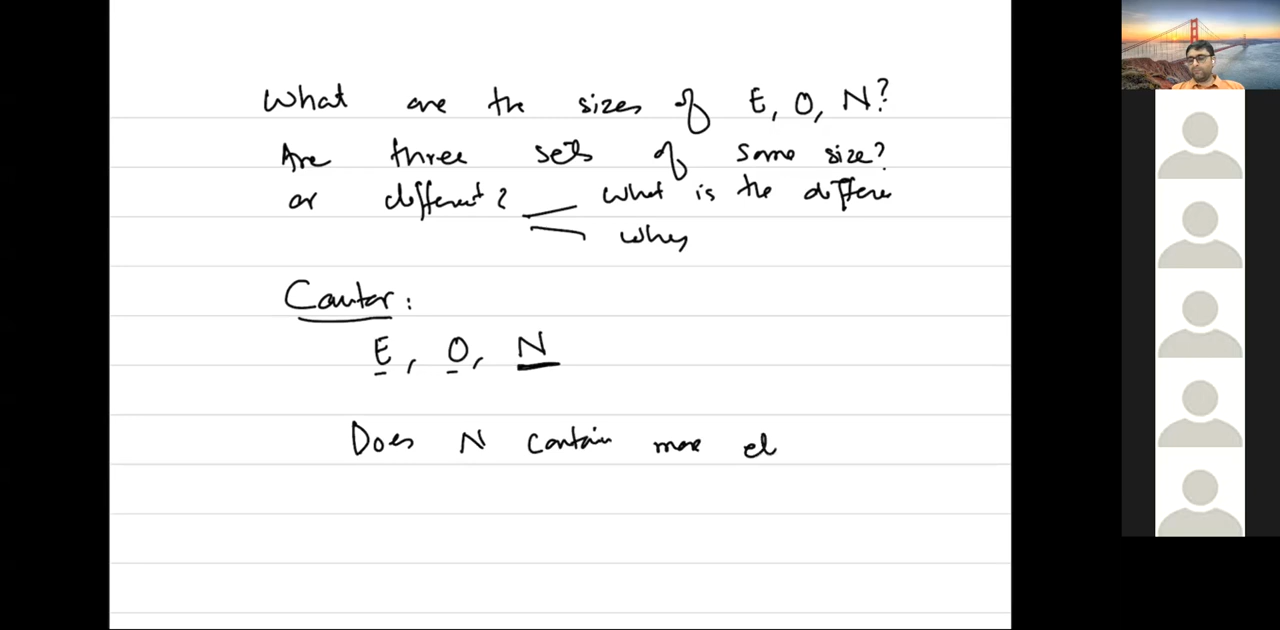 What are the sizes of E, O, N?
Are three sets of same size?
or different? What is the differe
why
Cantor:
E, O, N
Does N contain more el